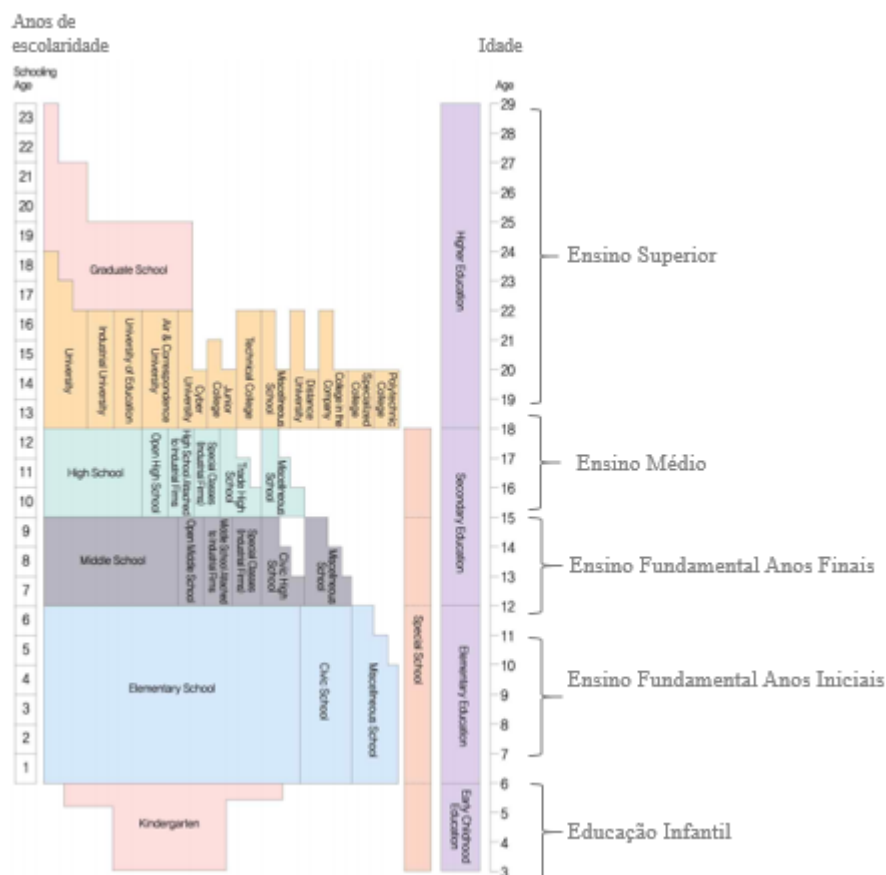 Anos de
escolaridade
Idade
Schooling
Age
Age
23
22
21
20
19
18
17
16
15
14
13
12
11
10
9
8
7
6
5
4
3
2
1
Graduate School
University
Industrial University
University of Education
Air & Correspondence
University
Cyber
University
Junior
College
Technical College
Miscellneous
School
Distance
University
College in the
Company
Specialized
College
Polytechnic
College
High School
Open High School
High School Attached
to Industrial Firms
Special Classes
(Industrial Firms)
Trade High
School
Miscellneous
School
Middle School
Open Middle School
Middle School Attached
to Industrial Firms
Special Classes
(Industrial Firms)
Civic High
School
Miscellneous
School
Elementary School
Civic School
Miscellneous School
Kindergarten
Special School
Higher Education
Secondary Education
Elementary Education
Early Childhood
Education
29
28
27
26
25
24
23
22
21
20
19
18
17
16
15
14
13
12
11
10
9
8
7
6
5
4
3
Ensino Superior
Ensino Médio
Ensino Fundamental Anos Finais
Ensino Fundamental Anos Iniciais
Educação Infantil